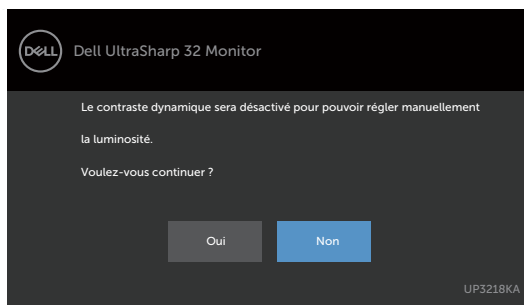 DELL Dell UltraSharp 32 Monitor
Le contraste dynamique sera désactivé pour pouvoir régler manuellement
la luminosité.
Voulez-vous continuer ?
Oui Non
UP3218KA